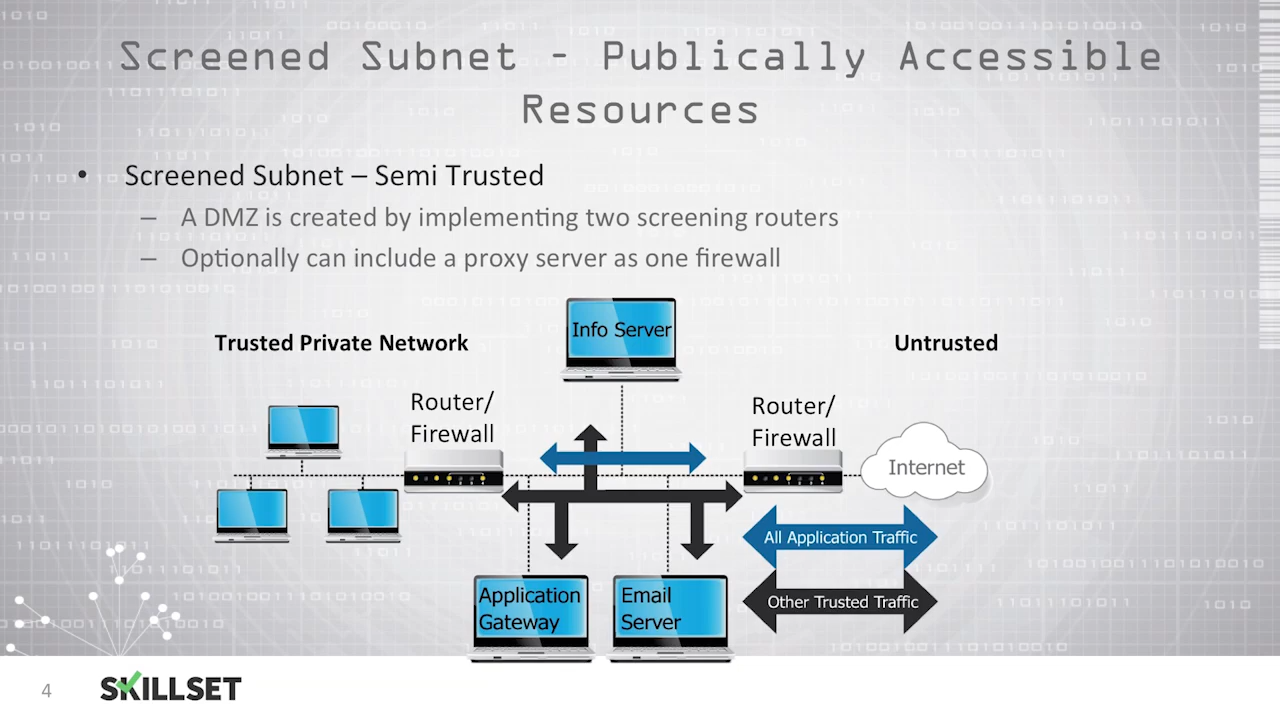 Screened Subnet - Publically Accessible
Resources
• Screened Subnet – Semi Trusted
– A DMZ is created by implementing two screening routers
– Optionally can include a proxy server as one firewall
Info Server
Trusted Private Network
Untrusted
Router/
Firewall
Router/
Firewall
Internet
All Application Traffic
Application
Gateway
Email
Server
Other Trusted Traffic
4
SKILLSET